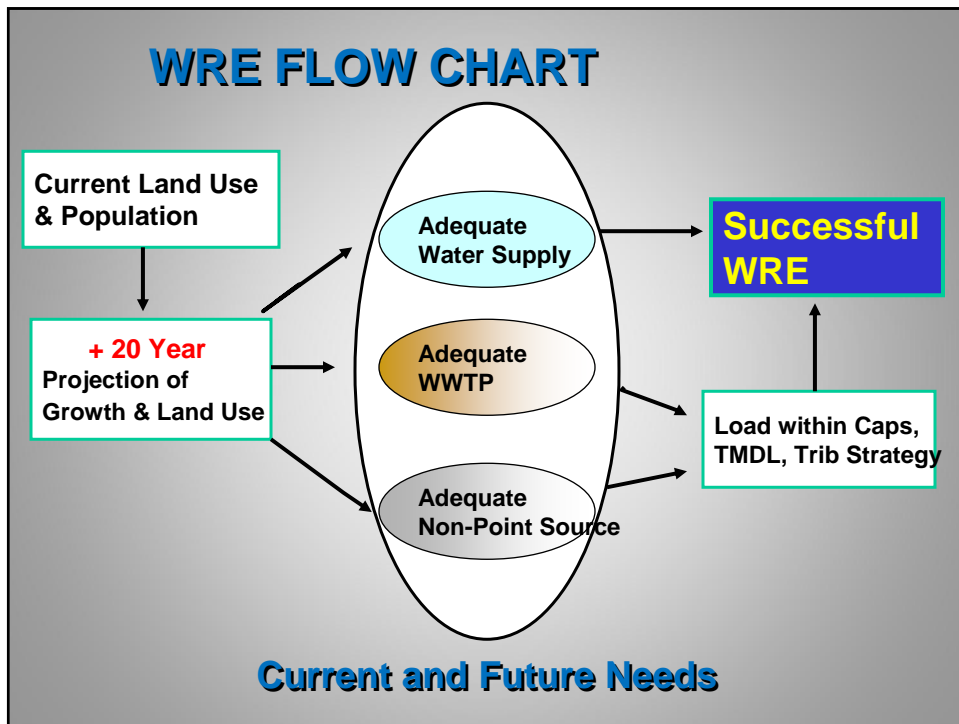 WRE FLOW CHART
Current Land Use
& Population
+ 20 Year
Projection of
Growth & Land Use
Adequate
Water Supply
Adequate
WWTP
Adequate
Non-Point Source
Successful
WRE
Load within Caps,
TMDL, Trib Strategy
Current and Future Needs